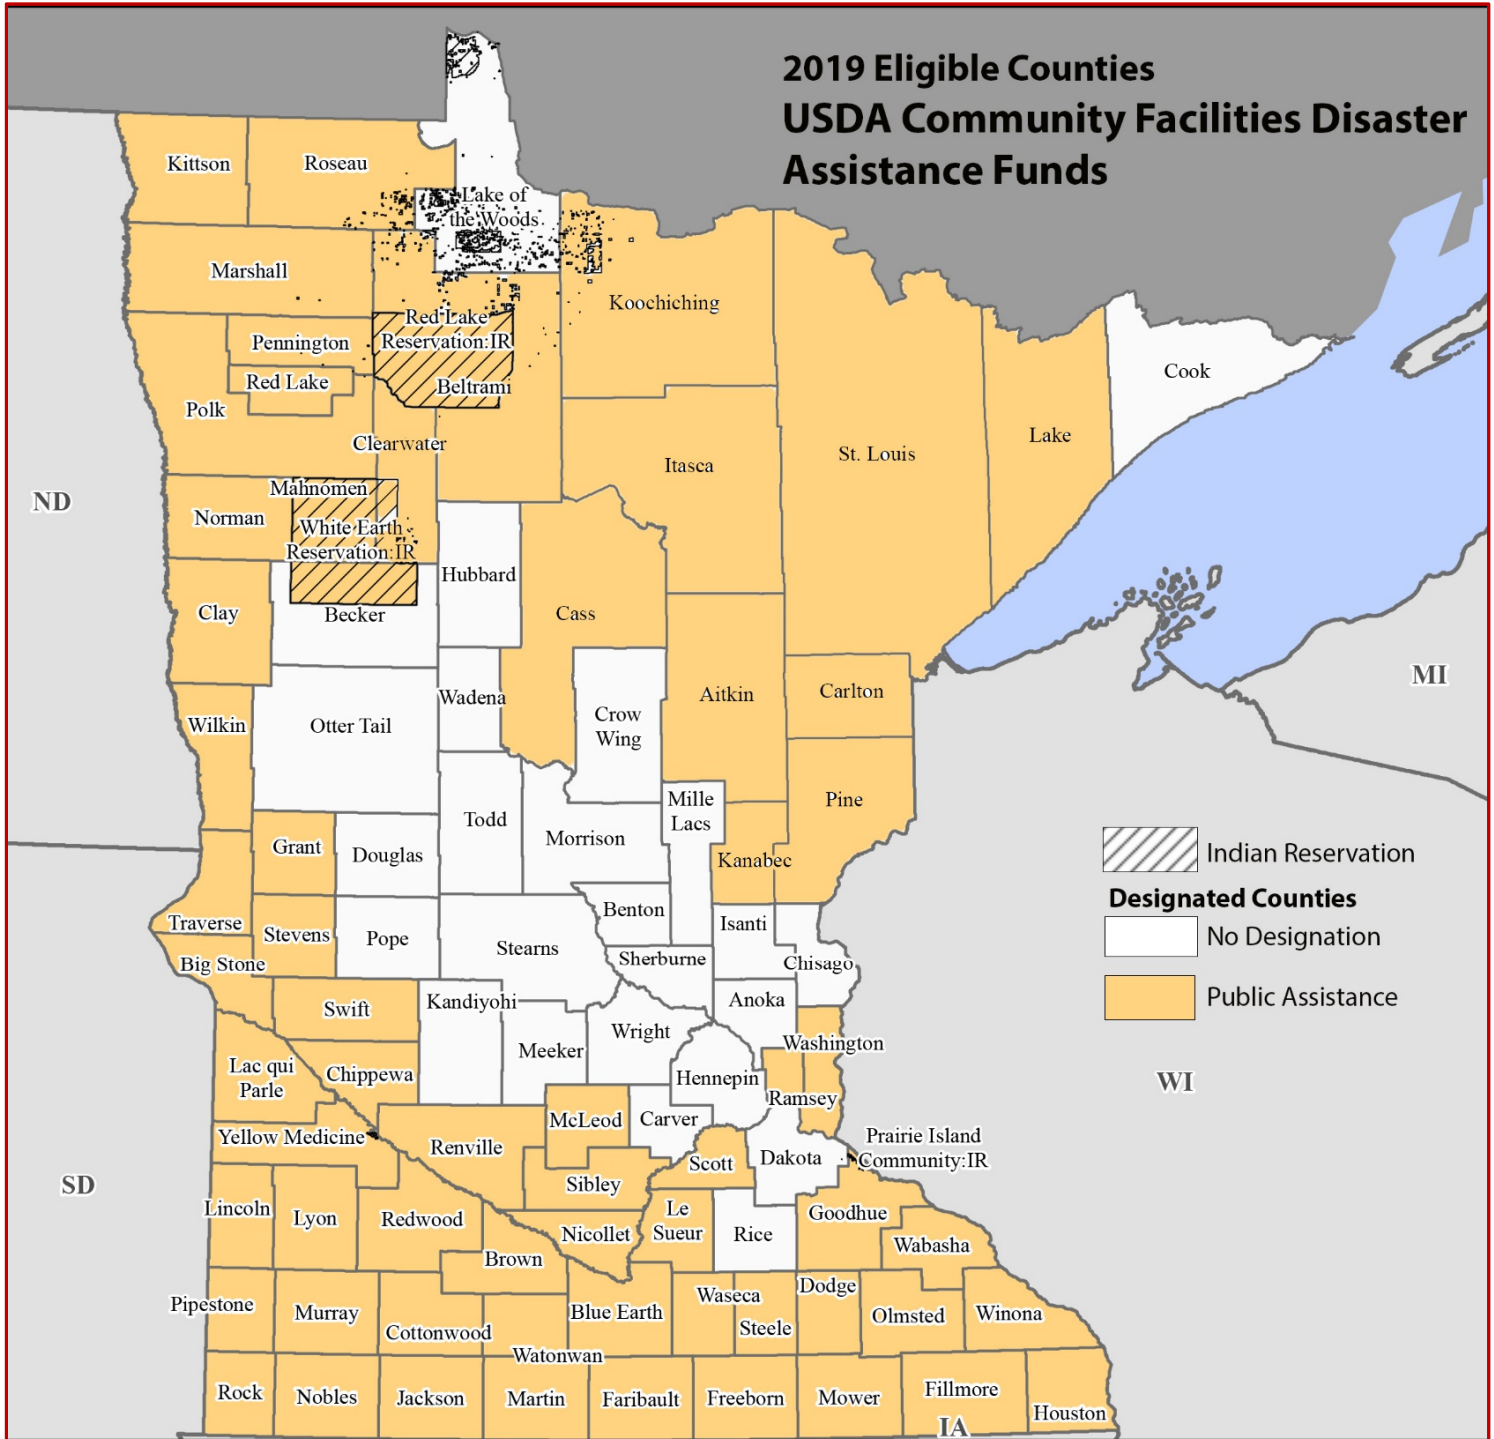 2019 Eligible Counties
USDA Community Facilities Disaster
Assistance Funds
Kittson
Roseau
Lake of
the Woods
Marshall
Koochiching
Red Lake
Reservation:IR
Pennington
Red Lake
Beltrami
Polk
Clearwater
Cook
Lake
St. Louis
Itasca
ND
Mahnomen
Norman
White Earth
Reservation:IR
Hubbard
Clay
Becker
Cass
MI
Wadena
Aitkin
Carlton
Wilkin
Otter Tail
Crow
Wing
Mille
Lacs
Pine
Todd
Morrison
Grant
Douglas
Kanabec
Indian Reservation
Designated Counties
No Designation
Public Assistance
Traverse
Stevens
Pope
Benton
Isanti
Stearns
Sherburne
Chisago
Big Stone
Swift
Kandiyohi
Anoka
Wright
Washington
Meeker
Lac qui
Parle
Chippewa
Hennepin
Ramsey
WI
McLeod
Carver
Yellow Medicine
Renville
Prairie Island
Community:IR
Scott
Dakota
SD
Sibley
Lincoln
Lyon
Redwood
Le
Sueur
Goodhue
Nicollet
Rice
Wabasha
Brown
Pipestone
Murray
Cottonwood
Blue Earth
Waseca
Steele
Dodge
Olmsted
Winona
Watonwan
Rock
Nobles
Jackson
Martin
Faribault
Freeborn
Mower
Fillmore
Houston
IA